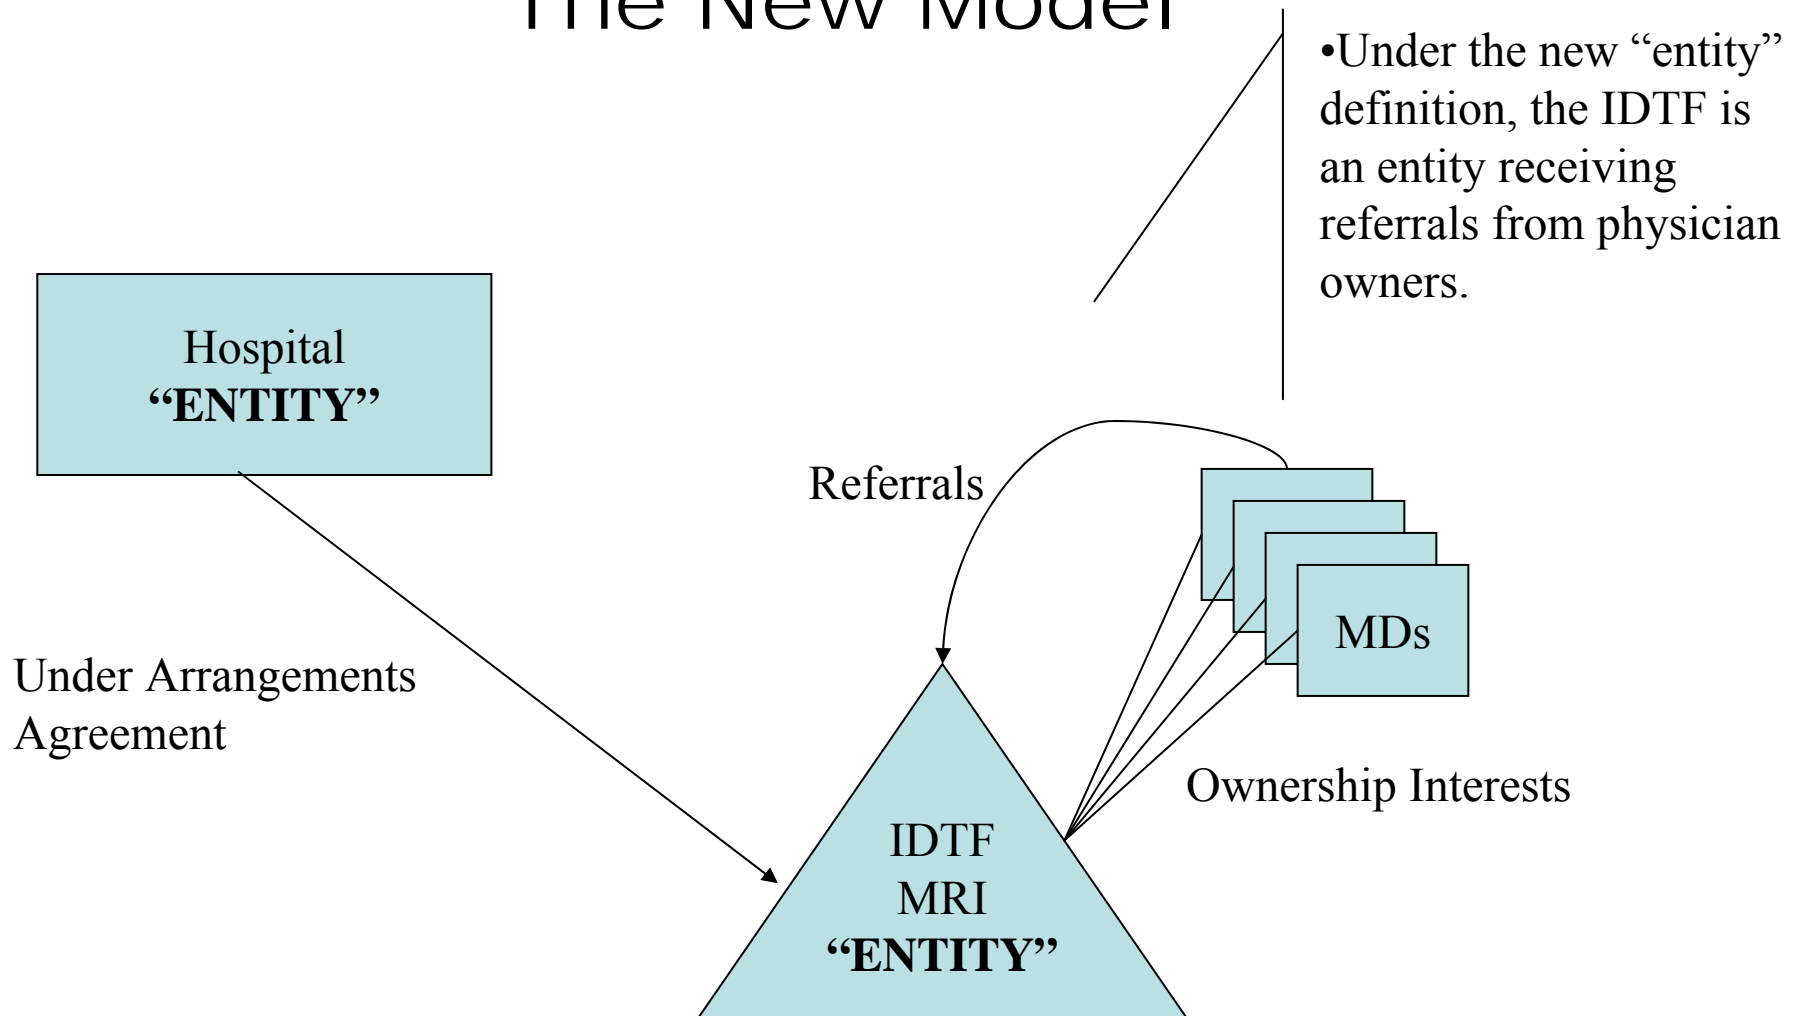 The New Model
•Under the new “entity”
definition, the IDTF is
an entity receiving
referrals from physician
owners.
Hospital
“ENTITY”
Referrals
MDs
Under Arrangements
Agreement
Ownership Interests
IDTF
MRI
“ENTITY”